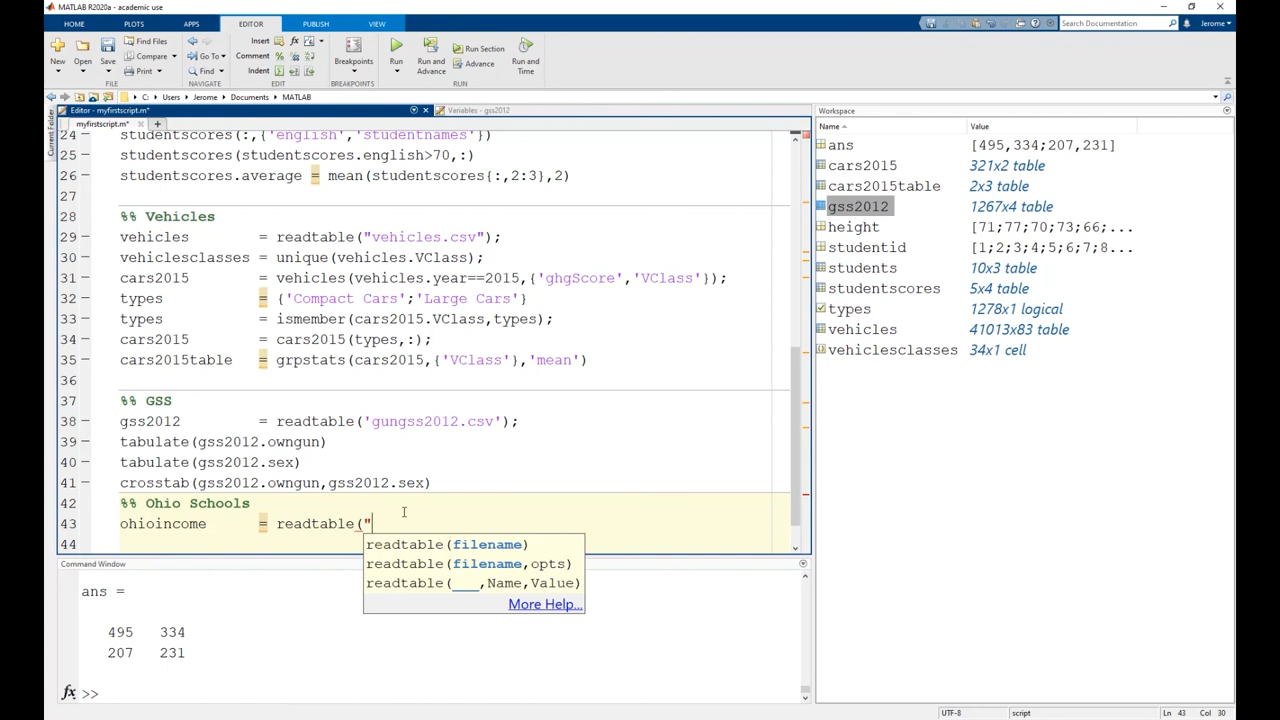 MATLAB R2020a - academic use
HOME PLOTS APPS EDITOR PUBLISH VIEW Search Documentation Jerome
New Open Save Find Files Compare Print
Go To Find
Insert Comment Indent
Breakpoints Run Run and Advance Run Section Advance Run and Time
FILE NAVIGATE EDIT BREAKPOINTS RUN
C: Users Jerome Documents MATLAB
Current Folder
Editor - myfirstscript.m* Variables - gss2012
myfirstscript.m*
24 studentscores(:,{'english','studentnames'})
25 studentscores(studentscores.english>70,:)
26 studentscores.average = mean(studentscores{:,2:3},2)
27
28 %% Vehicles
29 vehicles = readtable("vehicles.csv");
30 vehiclesclasses = unique(vehicles.VClass);
31 cars2015 = vehicles(vehicles.year==2015,{'ghgScore','VClass'});
32 types = {'Compact Cars';'Large Cars'}
33 types = ismember(cars2015.VClass,types);
34 cars2015 = cars2015(types,:);
35 cars2015table = grpstats(cars2015,{'VClass'},'mean')
36
37 %% GSS
38 gss2012 = readtable('gungss2012.csv');
39 tabulate(gss2012.owngun)
40 tabulate(gss2012.sex)
41 crosstab(gss2012.owngun,gss2012.sex)
42 %% Ohio Schools
43 ohioincome = readtable("
44
readtable(filename)
readtable(filename,opts)
readtable(___,Name,Value)
More Help...
Command Window
ans =
495 334
207 231
fx >>
Workspace
Name Value
ans [495,334;207,231]
cars2015 321x2 table
cars2015table 2x3 table
gss2012 1267x4 table
height [71;77;70;73;66;...
studentid [1;2;3;4;5;6;7;8...
students 10x3 table
studentscores 5x4 table
types 1278x1 logical
vehicles 41013x83 table
vehiclesclasses 34x1 cell
UTF-8 script Ln 43 Col 30